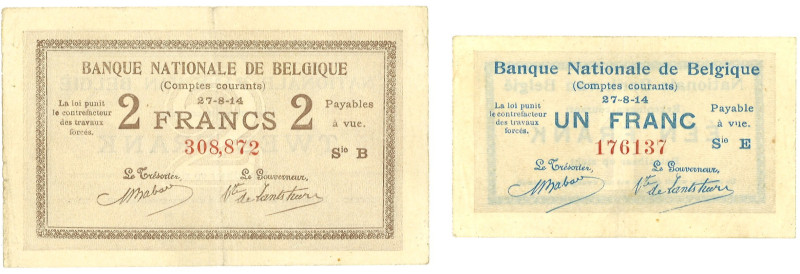 BANQUE NATIONALE DE BELGIQUE
(Comptes courants)
27-8-14
La loi punit
le contrefacteur
des travaux
forcés.
2 FRANCS 2
308,872
Payables
à vue.
Sie B
Le Trésorier,
Le Gouverneur,
Banque Nationale de Belgique
(Comptes courants)
27-8-14
La loi punit
le contrefacteur
des travaux
forcés.
UN FRANC
176137
Payable
à vue.
Sie E
Le Trésorier,
Le Gouverneur,